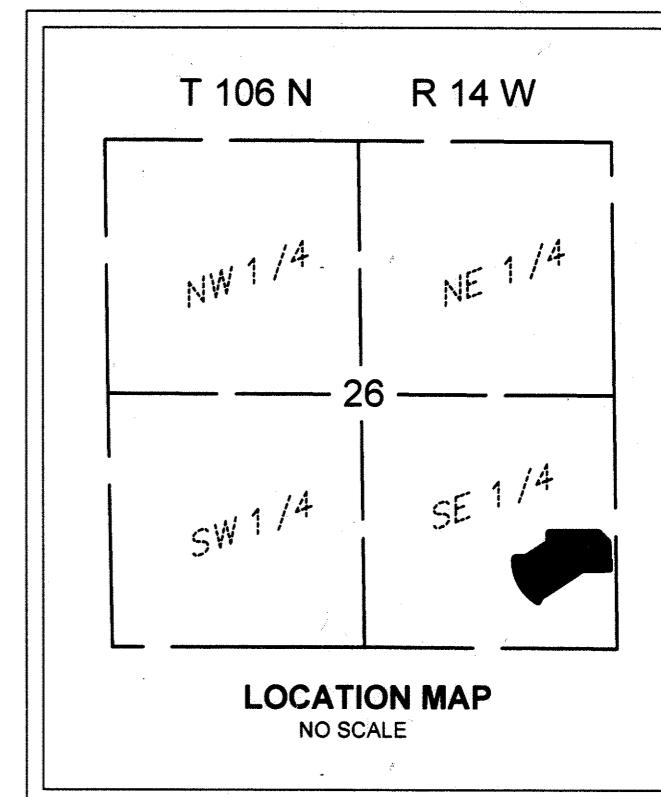 T 106 N R 14 W
NW 1/4 NE 1/4
26
SW 1/4 SE 1/4
LOCATION MAP
NO SCALE